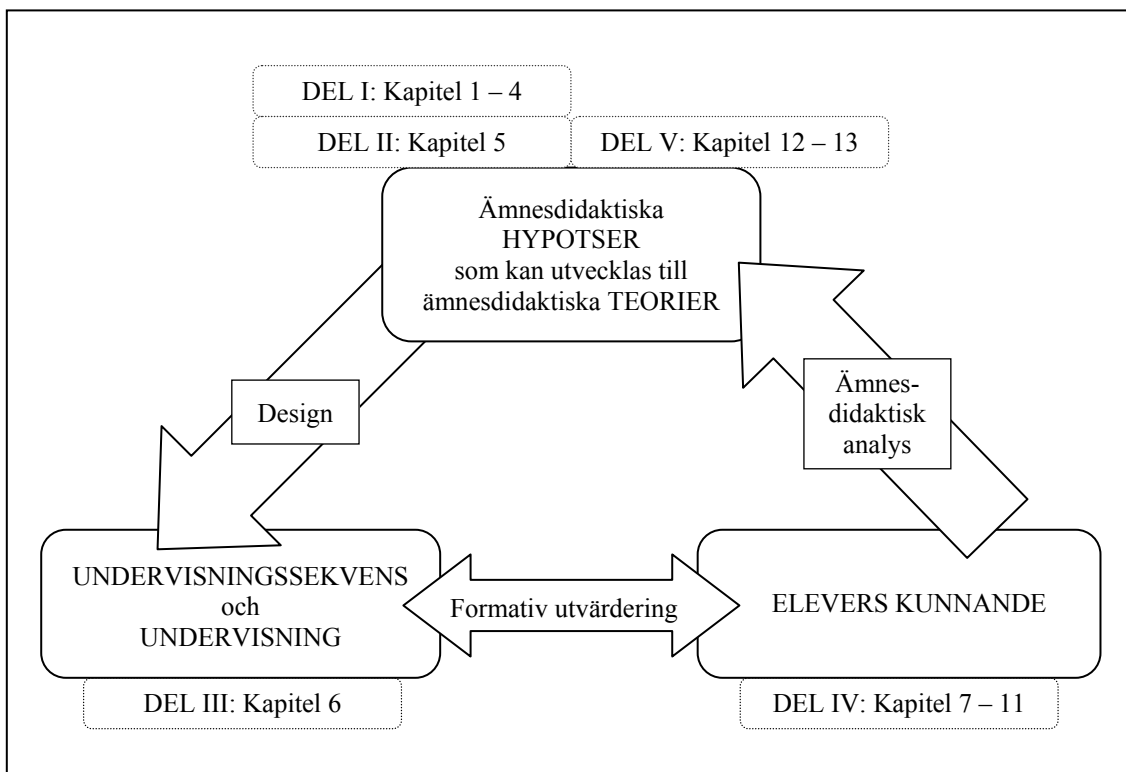 DEL I: Kapitel 1 – 4
DEL II: Kapitel 5
DEL V: Kapitel 12 – 13
Ämnesdidaktiska
HYPOTSER
som kan utvecklas till
ämnesdidaktiska TEORIER
Design
Ämnes-
didaktisk
analys
UNDERVISNINGSSEKVENS
och
UNDERVISNING
Formativ utvärdering
ELEVERS KUNNANDE
DEL III: Kapitel 6
DEL IV: Kapitel 7 – 11